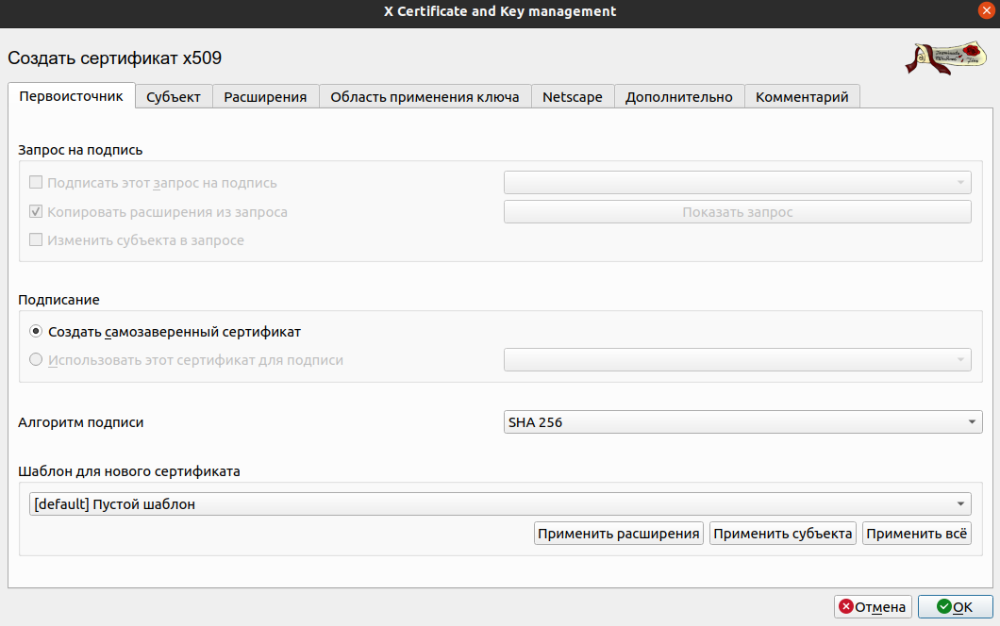 X Certificate and Key management
Создать сертификат x509
Первоисточник Субъект Расширения Область применения ключа Netscape Дополнительно Комментарий
Запрос на подпись
Подписать этот запрос на подпись
Копировать расширения из запроса Показать запрос
Изменить субъекта в запросе
Подписание
Создать самозаверенный сертификат
Использовать этот сертификат для подписи
Алгоритм подписи SHA 256
Шаблон для нового сертификата
[default] Пустой шаблон
Применить расширения Применить субъекта Применить всё
Отмена OK